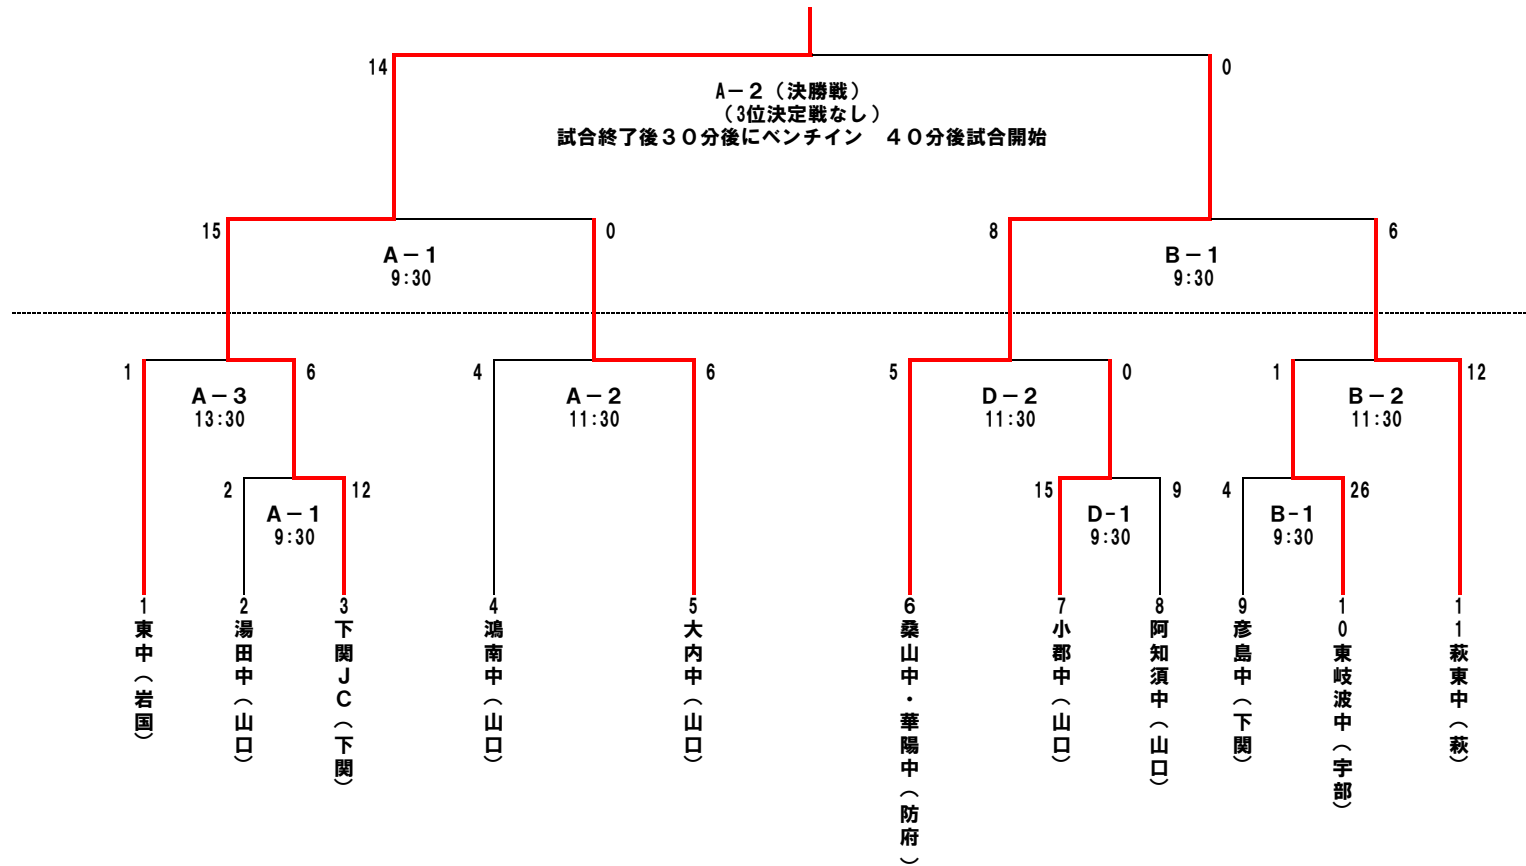 14
0
A－２（決勝戦）
（3位決定戦なし）
試合終了後３０分後にベンチイン　４０分後試合開始
15
0
8
6
A－1
9:30
B－1
9:30
1
6
4
6
5
0
1
12
A－3
13:30
A－2
11:30
D－2
11:30
B－2
11:30
2
12
15
9
4
26
A－1
9:30
D-1
9:30
B-1
9:30
1東中（岩国）
2湯田中（山口）
3下関ＪＣ（下関）
4鴻南中（山口）
5大内中（山口）
6桑山中・華陽中（防府）
7小郡中（山口）
8阿知須中（山口）
9彦島中（下関）
10東岐波中（宇部）
11萩東中（萩）